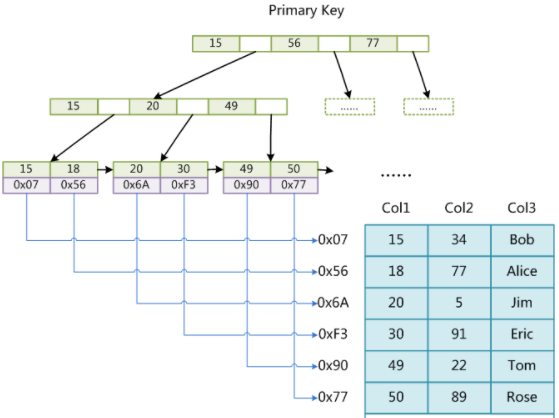 Primary Key
15 56 77
15 20 49
...... ......
15 18 20 30 49 50
0x07 0x56 0x6A 0xF3 0x90 0x77
......
Col1 Col2 Col3
0x07 15 34 Bob
0x56 18 77 Alice
0x6A 20 5 Jim
0xF3 30 91 Eric
0x90 49 22 Tom
0x77 50 89 Rose